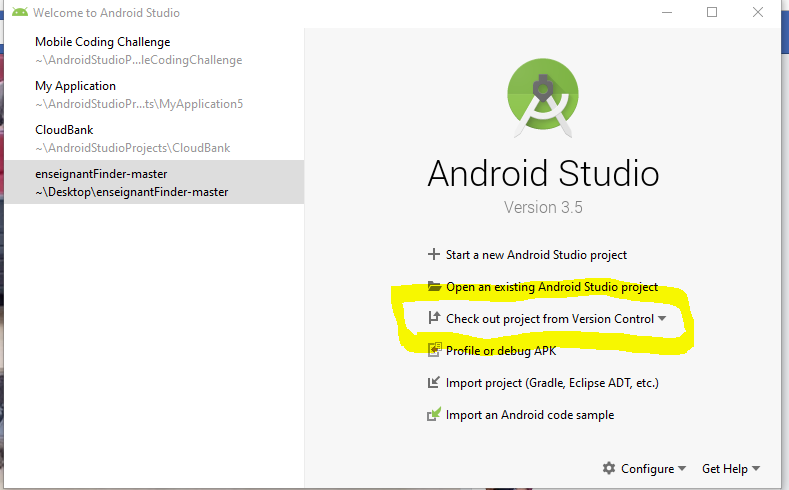 Welcome to Android Studio
Mobile Coding Challenge
~\AndroidStudioP...leCodingChallenge
My Application
~\AndroidStudioPr...ts\MyApplication5
CloudBank
~\AndroidStudioProjects\CloudBank
enseignantFinder-master
~\Desktop\enseignantFinder-master
Android Studio
Version 3.5
Start a new Android Studio project
Open an existing Android Studio project
Check out project from Version Control
Profile or debug APK
Import project (Gradle, Eclipse ADT, etc.)
Import an Android code sample
Configure
Get Help